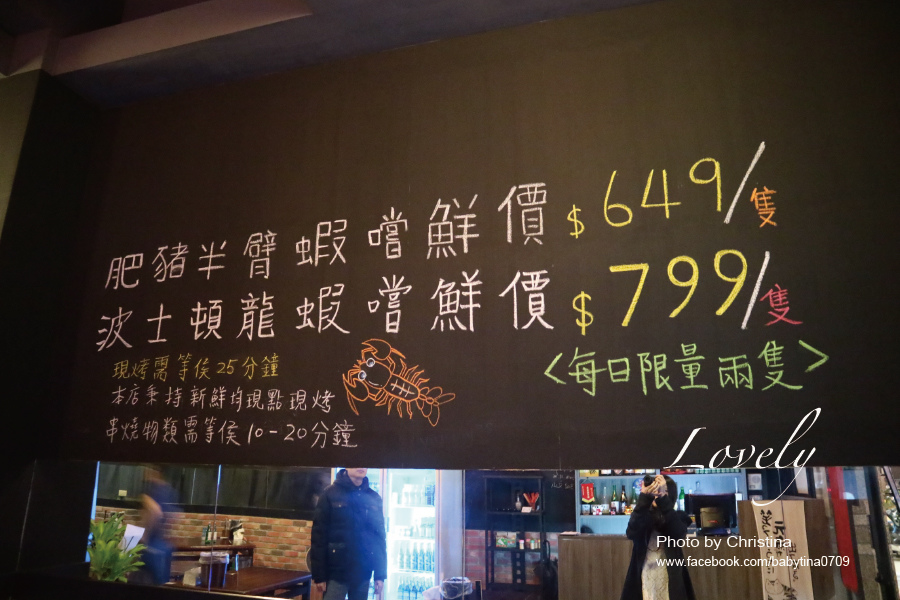 肥豬半臂蝦嚐鮮價 $649/隻
波士頓龍蝦嚐鮮價 $799/隻
<每日限量兩隻>
現烤需等侯25分鐘
本店秉持新鮮均現點現烤
串燒物類需等侯10-20分鐘
Lovely
Photo by Christina
www.facebook.com/babytina0709